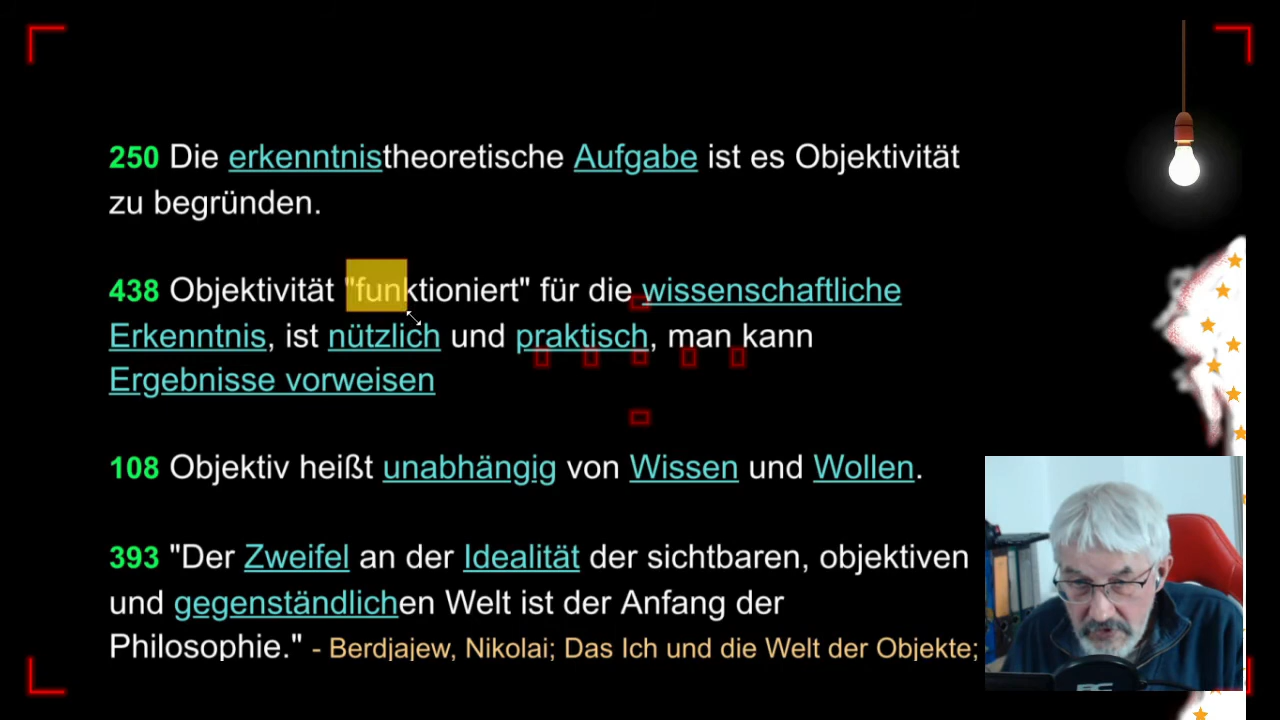 250 Die erkenntnistheoretische Aufgabe ist es Objektivität
zu begründen.
438 Objektivität "funktioniert" für die wissenschaftliche
Erkenntnis, ist nützlich und praktisch, man kann
Ergebnisse vorweisen
108 Objektiv heißt unabhängig von Wissen und Wollen.
393 "Der Zweifel an der Idealität der sichtbaren, objektiven
und gegenständlichen Welt ist der Anfang der
Philosophie." - Berdjajew, Nikolai; Das Ich und die Welt der Objekte;